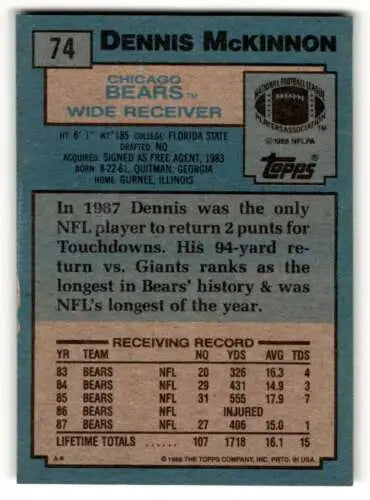 74
DENNIS McKINNON
CHICAGO
BEARS™
WIDE RECEIVER
NATIONAL FOOTBALL LEAGUE
PLAYERS ASSOCIATION™
© 1988 NFLPA
Topps®
HT 6' 1" WT 185 COLLEGE: FLORIDA STATE
DRAFTED: NO
ACQUIRED: SIGNED AS FREE AGENT, 1983
BORN: 8-22-61, QUITMAN, GEORGIA
HOME: GURNEE, ILLINOIS
In 1987 Dennis was the only
NFL player to return 2 punts for
Touchdowns. His 94-yard re-
turn vs. Giants ranks as the
longest in Bears' history & was
NFL's longest of the year.
RECEIVING RECORD
YR TEAM NO YDS AVG TDS
83 BEARS NFL 20 326 16.3 4
84 BEARS NFL 29 431 14.9 3
85 BEARS NFL 31 555 17.9 7
86 BEARS NFL INJURED
87 BEARS NFL 27 406 15.0 1
LIFETIME TOTALS ...... 107 1718 16.1 15
A* © 1988 THE TOPPS COMPANY, INC. PRTD. IN USA.